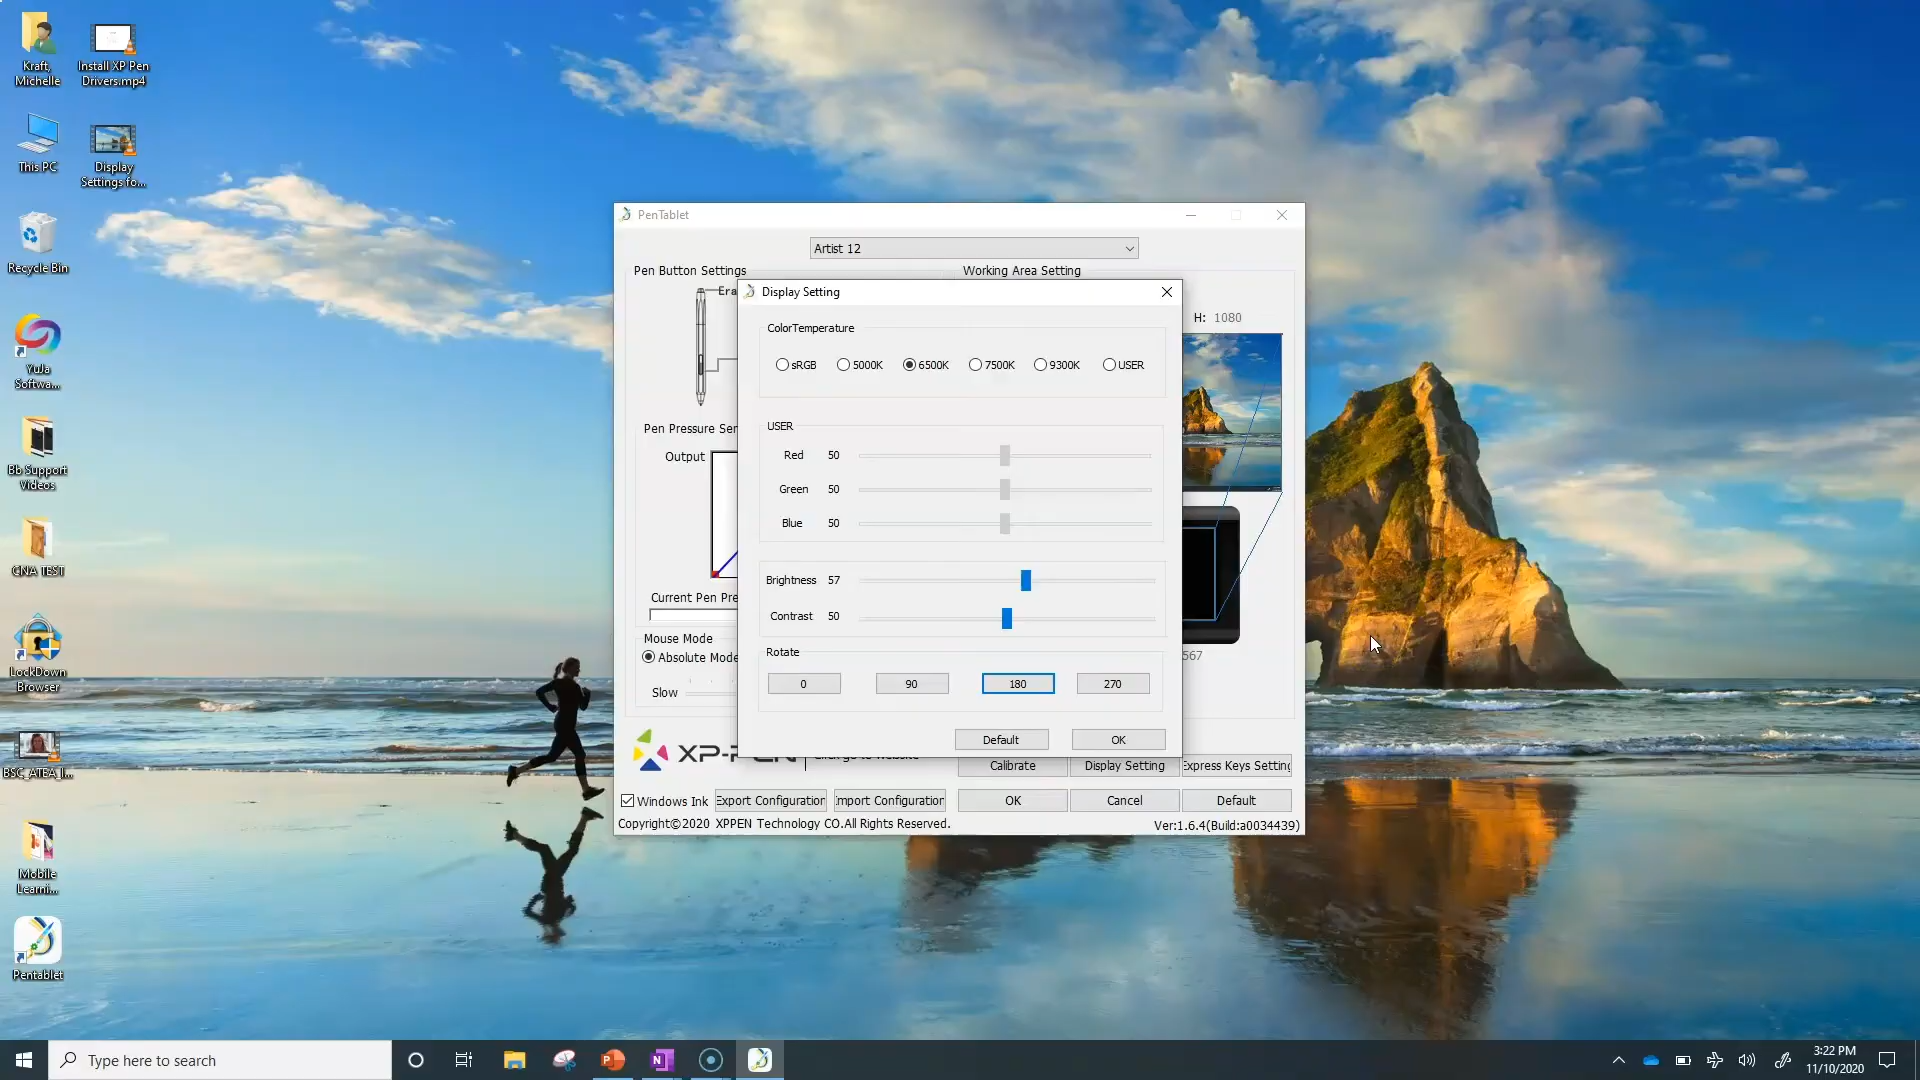 Kraft,
Michelle
Install XP Pen
Drivers.mp4
This PC
Display
Settings fo...
Recycle Bin
YuJa
Softwa...
Bb Support
Videos
CNA TEST
LockDown
Browser
BSC_ATEA_I...
Mobile
Learni...
Pentablet
PenTablet
Artist 12
Pen Button Settings
Working Area Setting
Era
H: 1080
Display Setting
ColorTemperature
sRGB 5000K 6500K 7500K 9300K USER
USER
Red 50
Green 50
Blue 50
Brightness 57
Contrast 50
Rotate
0 90 180 270
Default OK
Pen Pressure Sen
Output
Current Pen Pre
Mouse Mode
Absolute Mode
Slow
567
XP-PEN
Calibrate Display Setting Express Keys Setting
Windows Ink Export Configuration Import Configuration OK Cancel Default
Copyright©2020 XPPEN Technology CO.All Rights Reserved.
Ver:1.6.4(Build:a0034439)
Type here to search
3:22 PM
11/10/2020